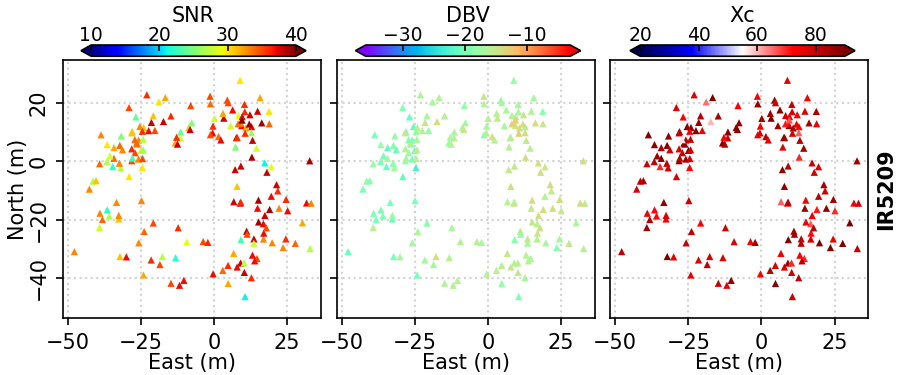 SNR DBV Xc
10 20 30 40 −30 −20 −10 20 40 60 80
20
0
−20
−40
North (m)
IR5209
−50 −25 0 25 −50 −25 0 25 −50 −25 0 25
East (m) East (m) East (m)